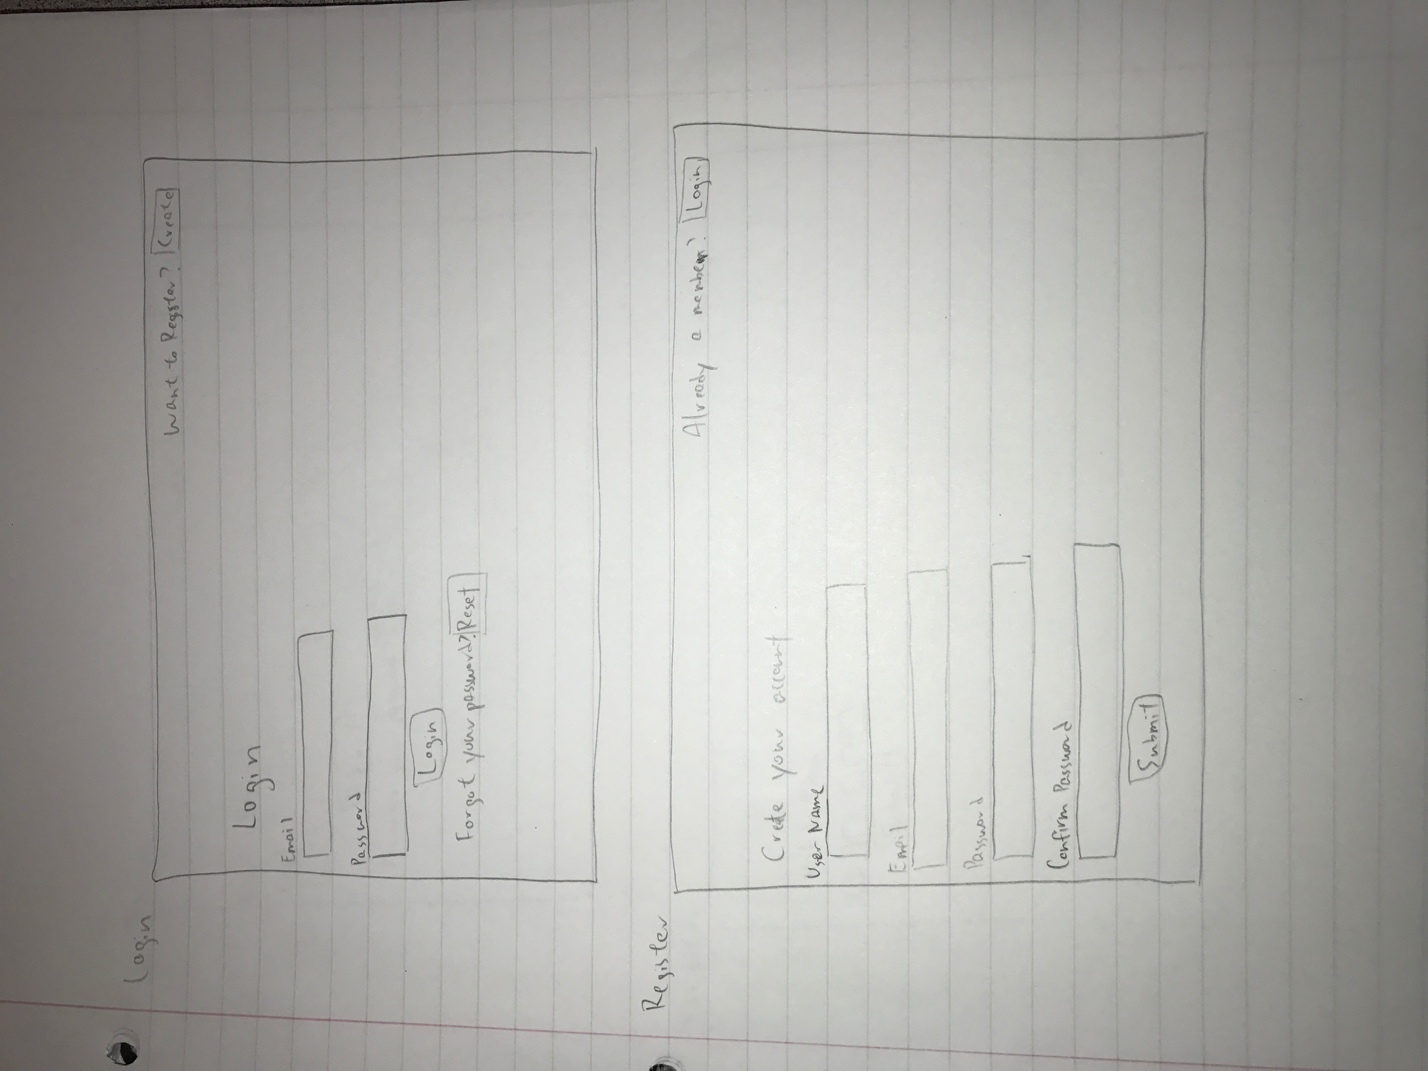 Login
Want to Register? Create
Login
Email
Password
Login
Forgot your password? Reset
Register
Already a member? Login
Create your account
User Name
Email
Password
Confirm Password
Submit